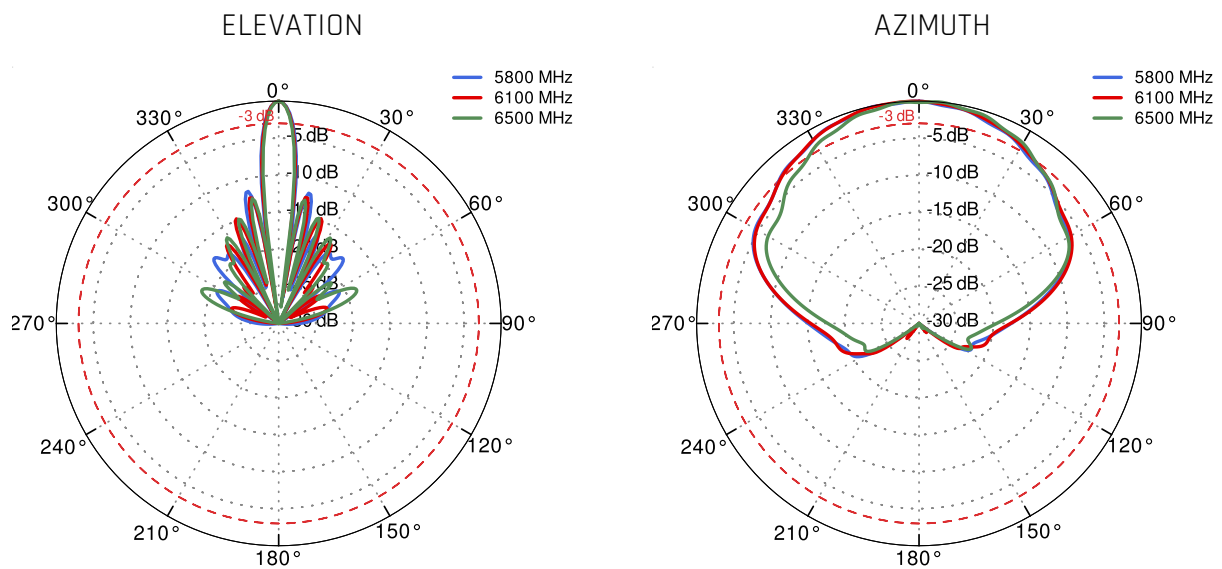 ELEVATION
5800 MHz
6100 MHz
6500 MHz
0°
330°
30°
-3 dB
-5 dB
-10 dB
dB
300°
60°
dB
dB
270°
90°
240°
120°
210°
150°
180°
AZIMUTH
5800 MHz
6100 MHz
6500 MHz
0°
330°
30°
-3 dB
-5 dB
-10 dB
-15 dB
-20 dB
-25 dB
-30 dB
300°
60°
270°
90°
240°
120°
210°
150°
180°